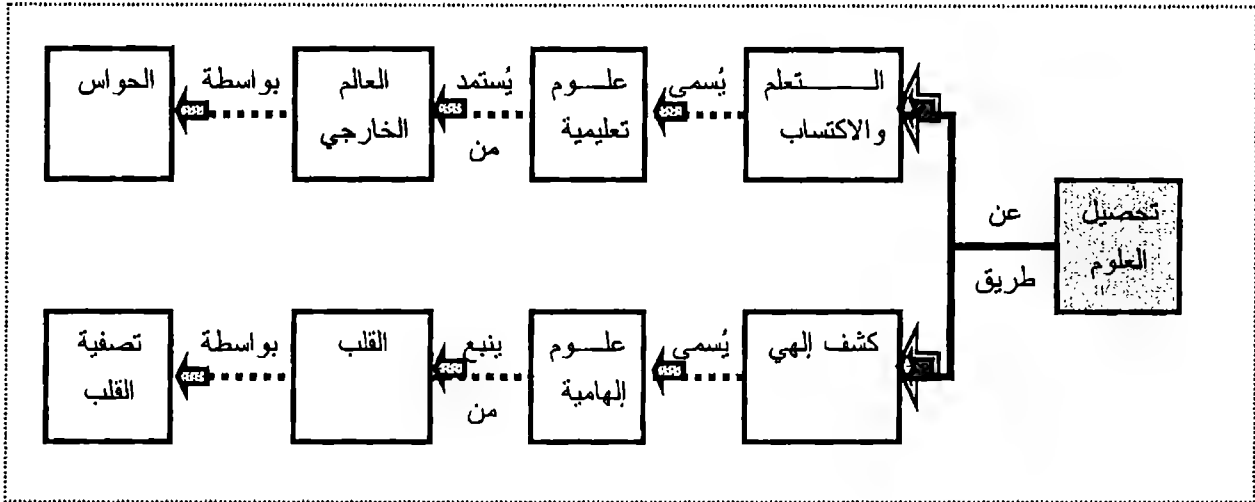 تحصيل
العلوم
عن
طريق
التعلم
والاكتساب
يُسمى
علوم
تعليمية
يُستمد
من
العالم
الخارجي
بواسطة
الحواس
كشف إلهي
يُسمى
علوم
إلهامية
ينبع
من
القلب
بواسطة
تصفية
القلب